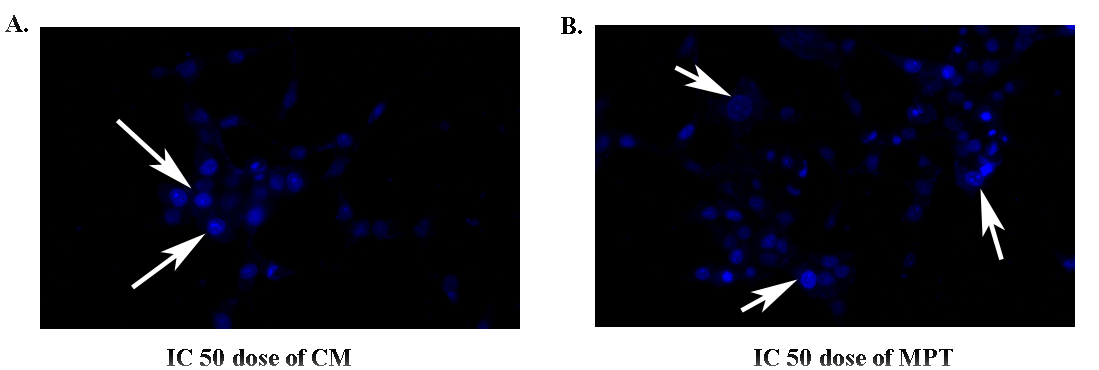 A.
B.
IC 50 dose of CM
IC 50 dose of MPT